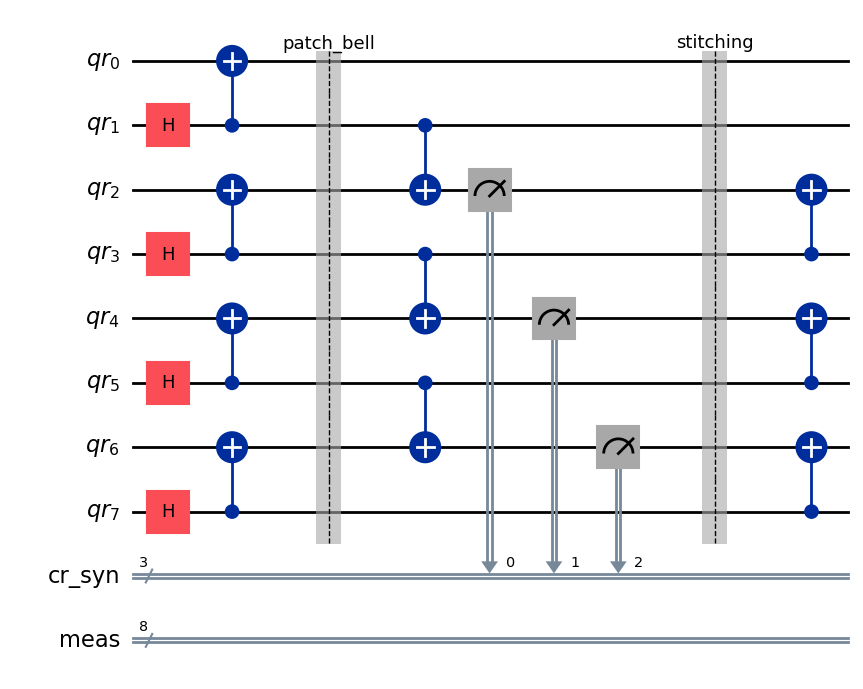 patch_bell stitching
qr0
qr1 H
qr2
qr3 H
qr4
qr5 H
qr6
qr7 H
cr_syn 3 0 1 2
meas 8